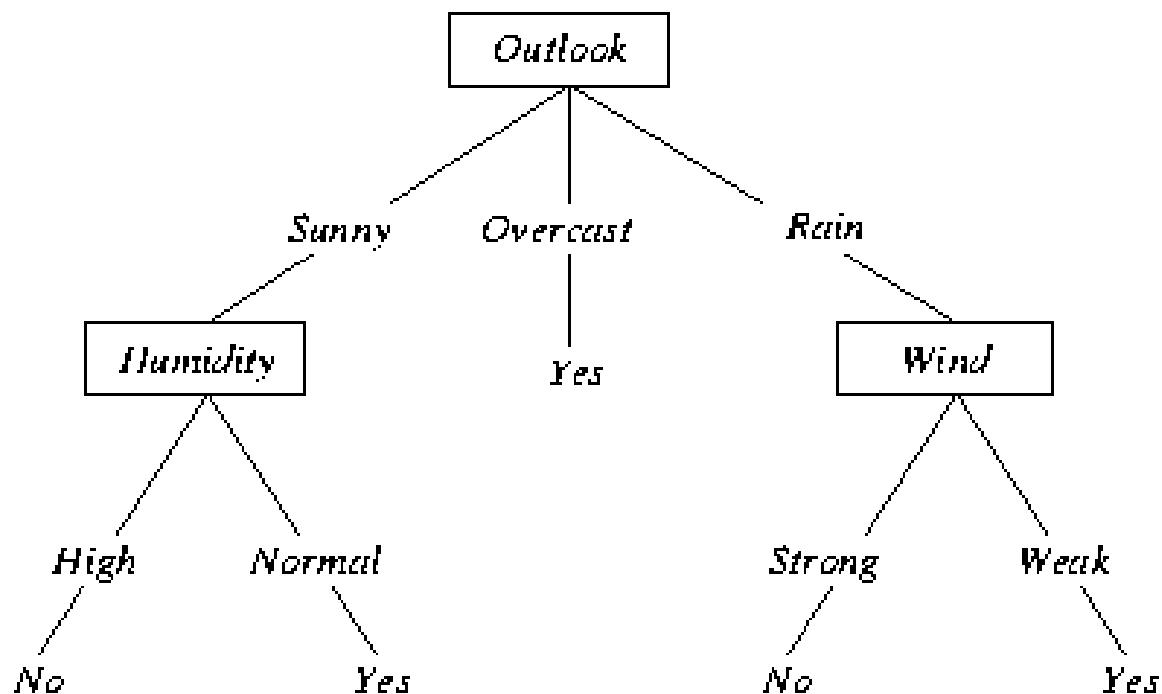 Outlook
Sunny Overcast Rain
Humidity Yes Wind
High Normal Strong Weak
No Yes No Yes